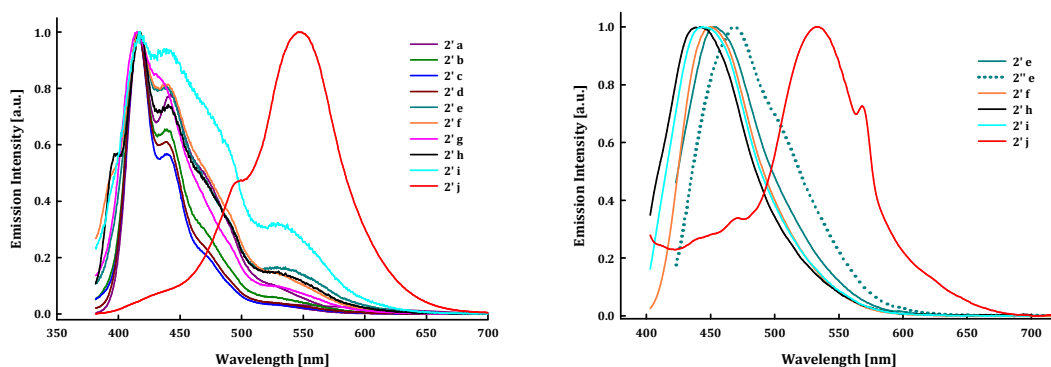 Emission Intensity [a.u.]
1.0
0.8
0.6
0.4
0.2
0.0
350
400
450
500
550
600
650
700
Wavelength [nm]
2' a
2' b
2' c
2' d
2' e
2' f
2' g
2' h
2' i
2' j
Emission Intensity [a.u.]
1.0
0.8
0.6
0.4
0.2
0.0
400
450
500
550
600
650
700
Wavelength [nm]
2' e
2'' e
2' f
2' h
2' i
2' j